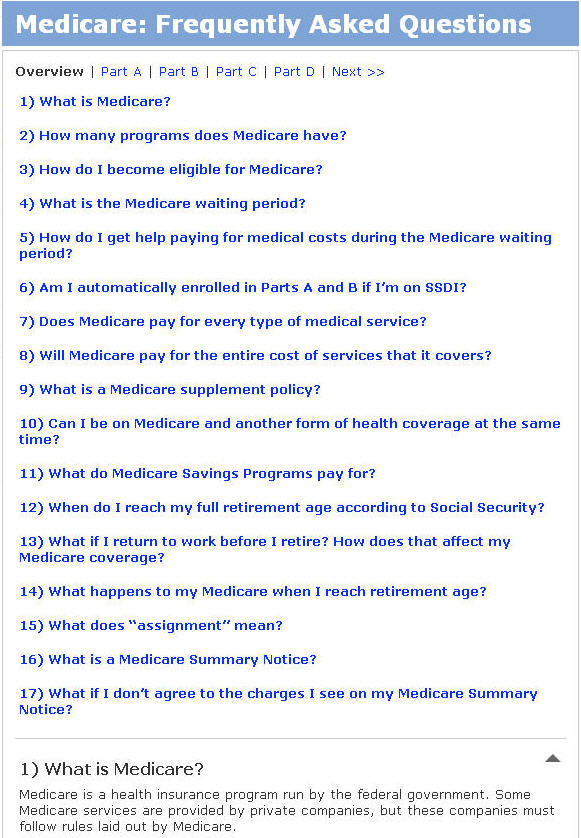 Medicare: Frequently Asked Questions
Overview | Part A | Part B | Part C | Part D | Next >>
1) What is Medicare?
2) How many programs does Medicare have?
3) How do I become eligible for Medicare?
4) What is the Medicare waiting period?
5) How do I get help paying for medical costs during the Medicare waiting
period?
6) Am I automatically enrolled in Parts A and B if I’m on SSDI?
7) Does Medicare pay for every type of medical service?
8) Will Medicare pay for the entire cost of services that it covers?
9) What is a Medicare supplement policy?
10) Can I be on Medicare and another form of health coverage at the same
time?
11) What do Medicare Savings Programs pay for?
12) When do I reach my full retirement age according to Social Security?
13) What if I return to work before I retire? How does that affect my
Medicare coverage?
14) What happens to my Medicare when I reach retirement age?
15) What does “assignment” mean?
16) What is a Medicare Summary Notice?
17) What if I don’t agree to the charges I see on my Medicare Summary
Notice?
1) What is Medicare?
Medicare is a health insurance program run by the federal government. Some
Medicare services are provided by private companies, but these companies must
follow rules laid out by Medicare.